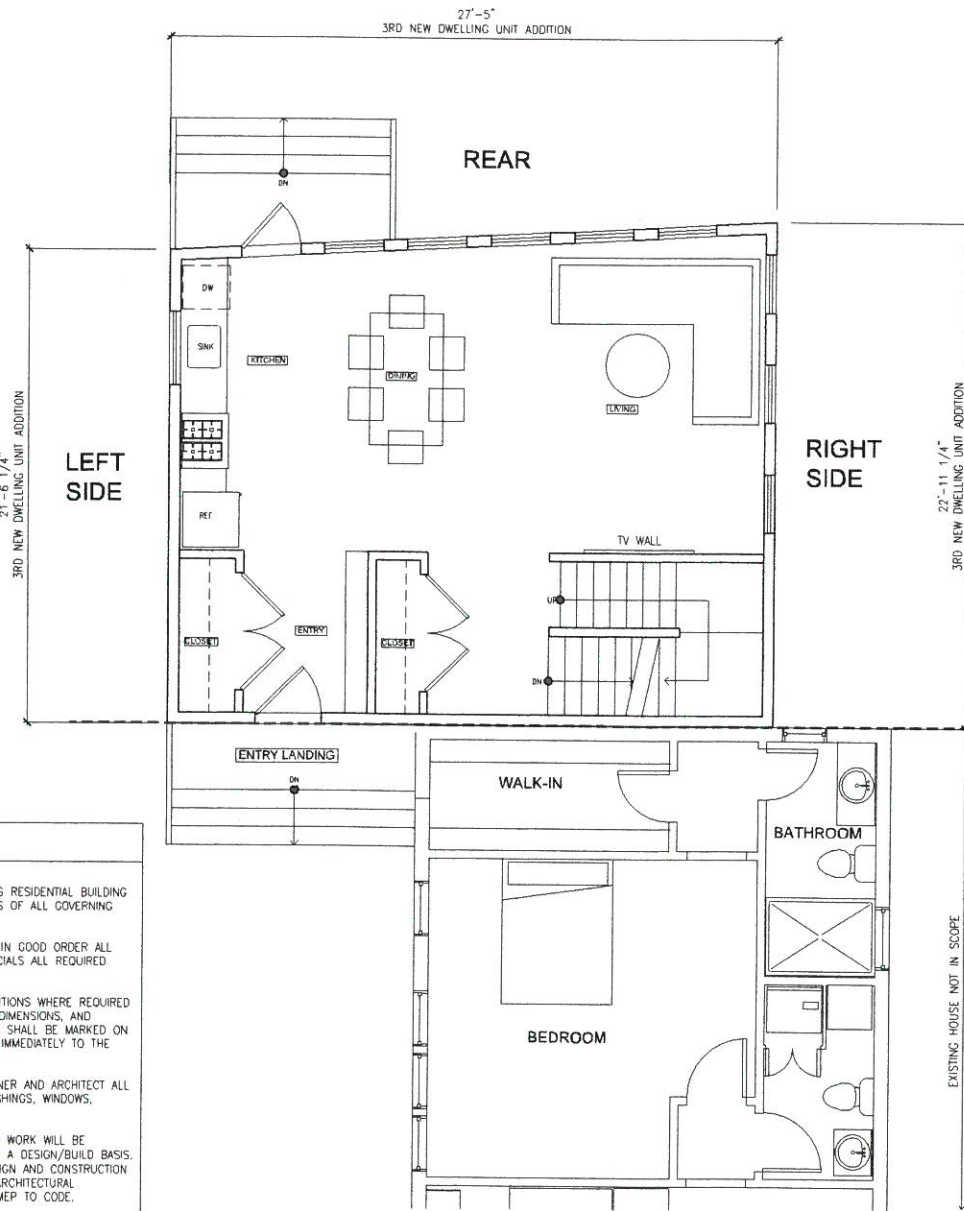 27'-5"
3RD NEW DWELLING UNIT ADDITION
REAR
DN
DW
SINK
KITCHEN
DINING
LIVING
REF
LEFT
SIDE
RIGHT
SIDE
21'-6 1/4"
3RD NEW DWELLING UNIT ADDITION
22'-11 1/4"
3RD NEW DWELLING UNIT ADDITION
TV WALL
UP
CLOSET
ENTRY
CLOSET
DN
ENTRY LANDING
DN
WALK-IN
BATHROOM
BEDROOM
EXISTING HOUSE NOT IN SCOPE
G RESIDENTIAL BUILDING
S OF ALL GOVERNING
IN GOOD ORDER ALL
CIALS ALL REQUIRED
TIONS WHERE REQUIRED
DIMENSIONS, AND
SHALL BE MARKED ON
IMMEDIATELY TO THE
NER AND ARCHITECT ALL
SHINGS, WINDOWS,
WORK WILL BE
A DESIGN/BUILD BASIS.
IGN AND CONSTRUCTION
ARCHITECTURAL
MEP TO CODE.